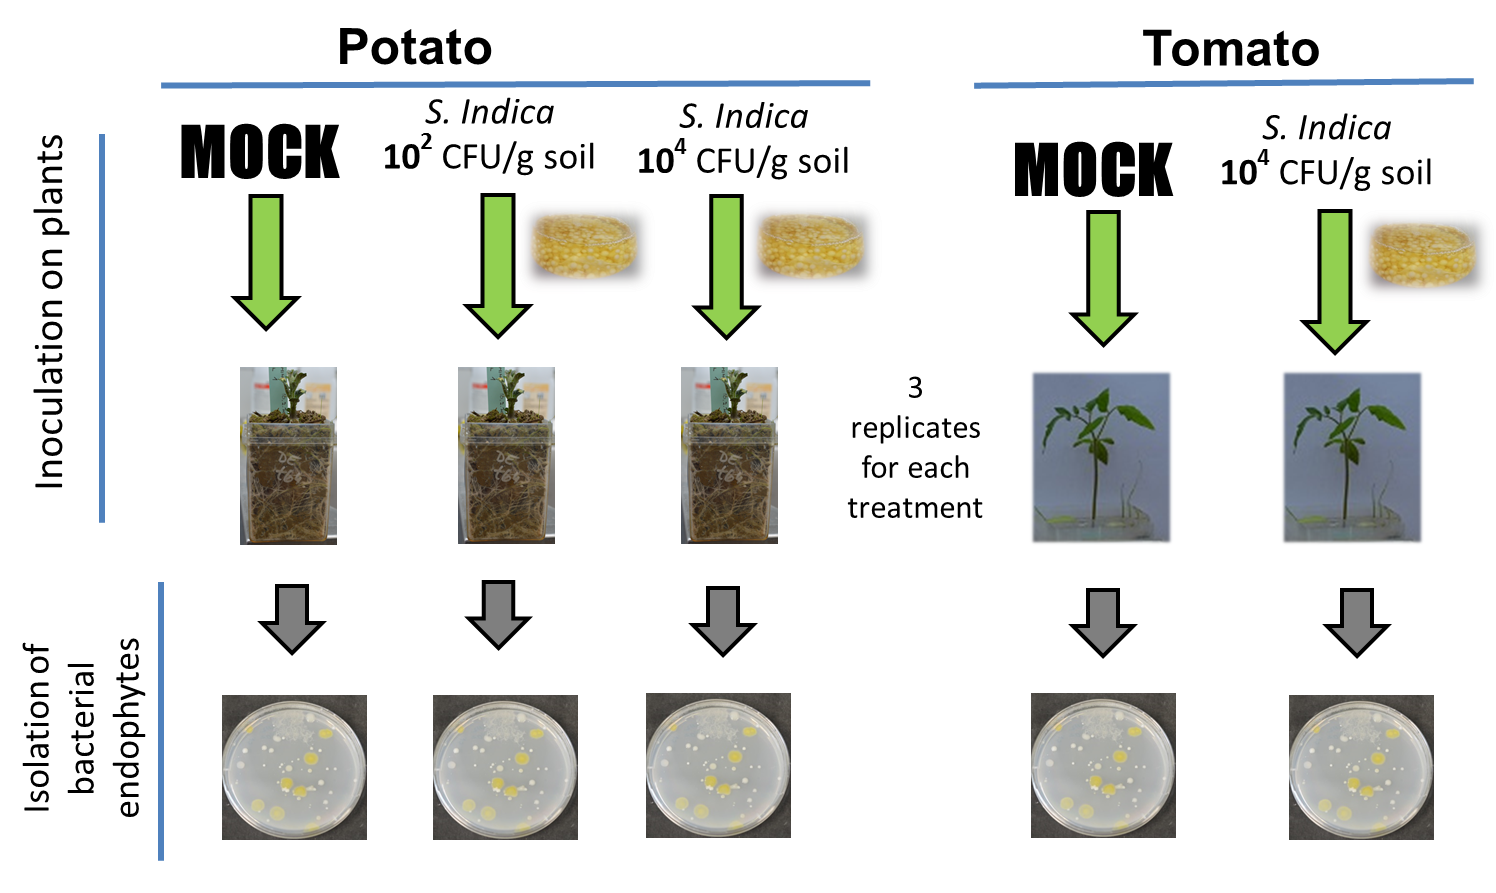 Potato
Tomato
Inoculation on plants
MOCK
S. Indica
10² CFU/g soil
S. Indica
10⁴ CFU/g soil
MOCK
S. Indica
10⁴ CFU/g soil
3
replicates
for each
treatment
Isolation of
bacterial
endophytes